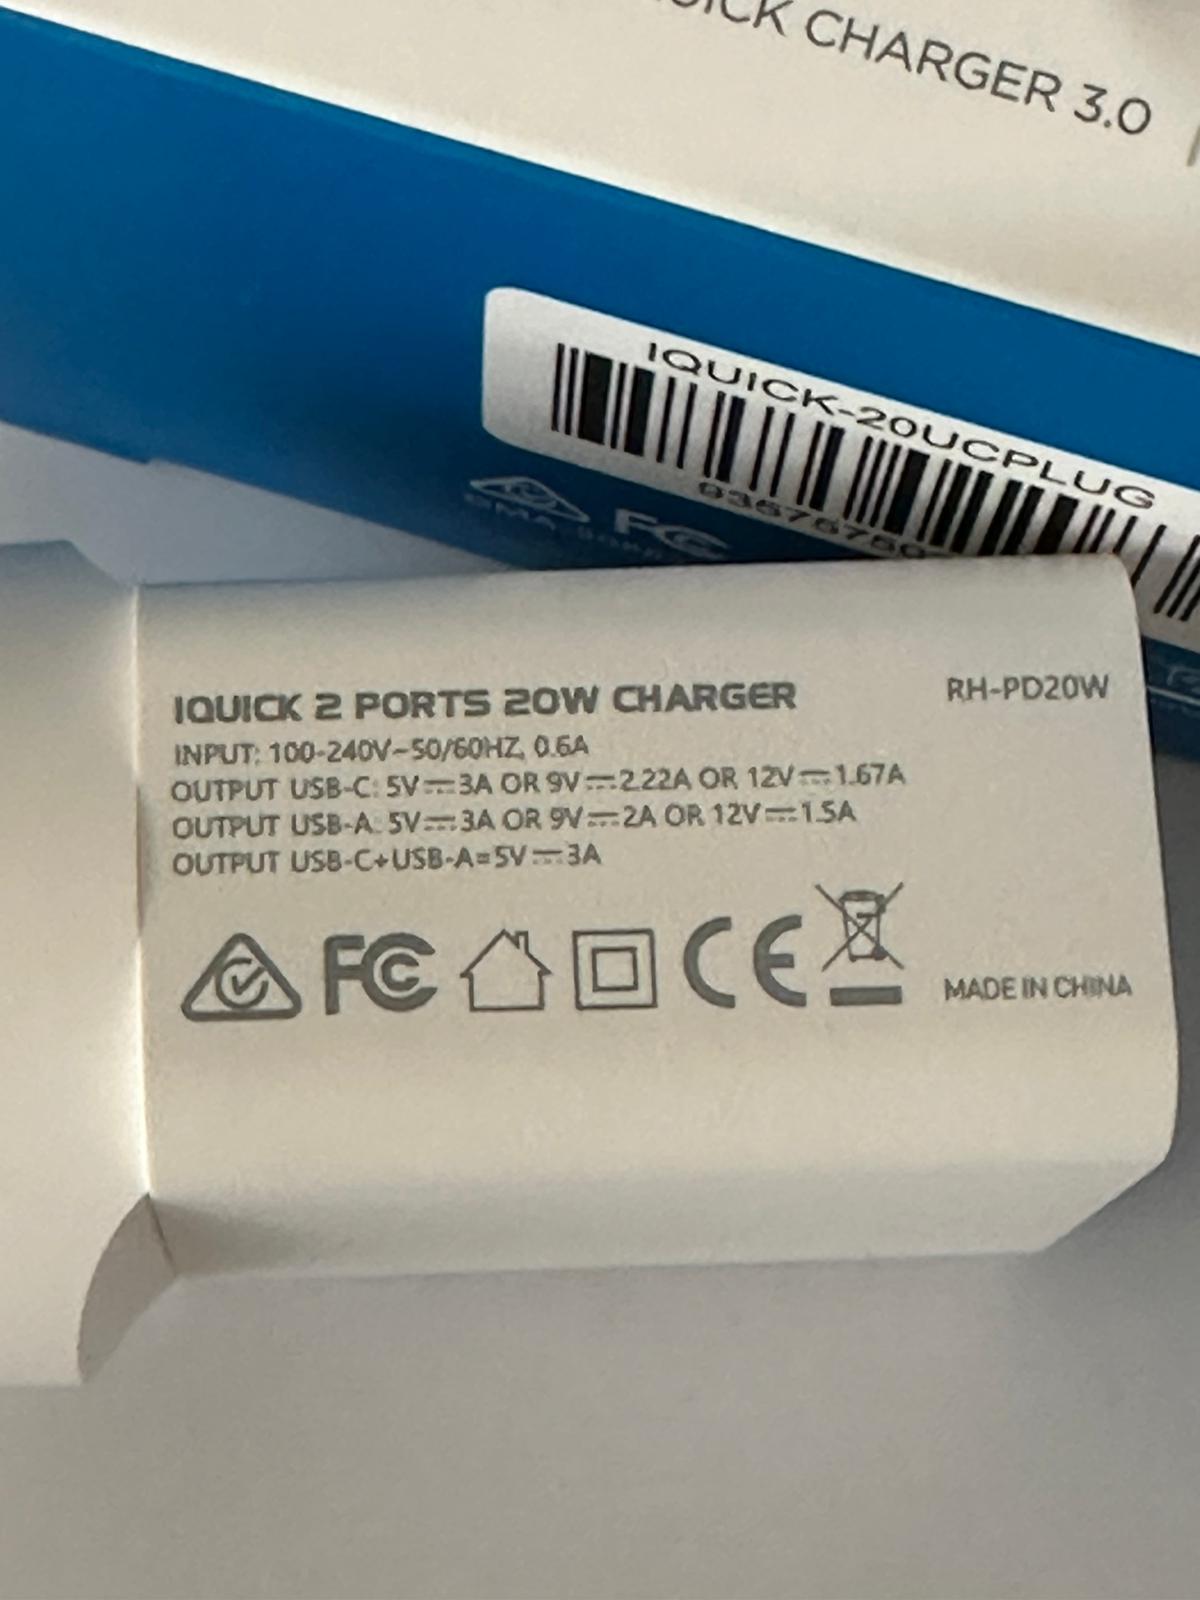 CHARGER 3.0
IQUICK-20UCPLUG
IQUICK 2 PORTS 20W CHARGER
RH-PD20W
INPUT: 100-240V~50/60HZ, 0.6A
OUTPUT USB-C: 5V⎓3A OR 9V⎓2.22A OR 12V⎓1.67A
OUTPUT USB-A: 5V⎓3A OR 9V⎓2A OR 12V⎓1.5A
OUTPUT USB-C+USB-A=5V⎓3A
FC CE
MADE IN CHINA